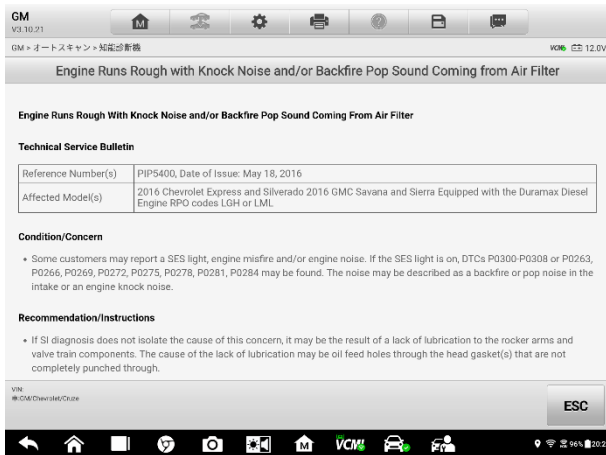 GM
V3.10.21
GM > オートスキャン > 知能診断機
VCMI 12.0V
Engine Runs Rough with Knock Noise and/or Backfire Pop Sound Coming from Air Filter
Engine Runs Rough With Knock Noise and/or Backfire Pop Sound Coming From Air Filter
Technical Service Bulletin
Reference Number(s) PIP5400, Date of Issue: May 18, 2016
Affected Model(s) 2016 Chevrolet Express and Silverado 2016 GMC Savana and Sierra Equipped with the Duramax Diesel
Engine RPO codes LGH or LML
Condition/Concern
• Some customers may report a SES light, engine misfire and/or engine noise. If the SES light is on, DTCs P0300-P0308 or P0263,
P0266, P0269, P0272, P0275, P0278, P0281, P0284 may be found. The noise may be described as a backfire or pop noise in the
intake or an engine knock noise.
Recommendation/Instructions
• If SI diagnosis does not isolate the cause of this concern, it may be the result of a lack of lubrication to the rocker arms and
valve train components. The cause of the lack of lubrication may be oil feed holes through the head gasket(s) that are not
completely punched through.
VIN:
車:GM/Chevrolet/Cruze
ESC
M
VCMI
96% 20:2